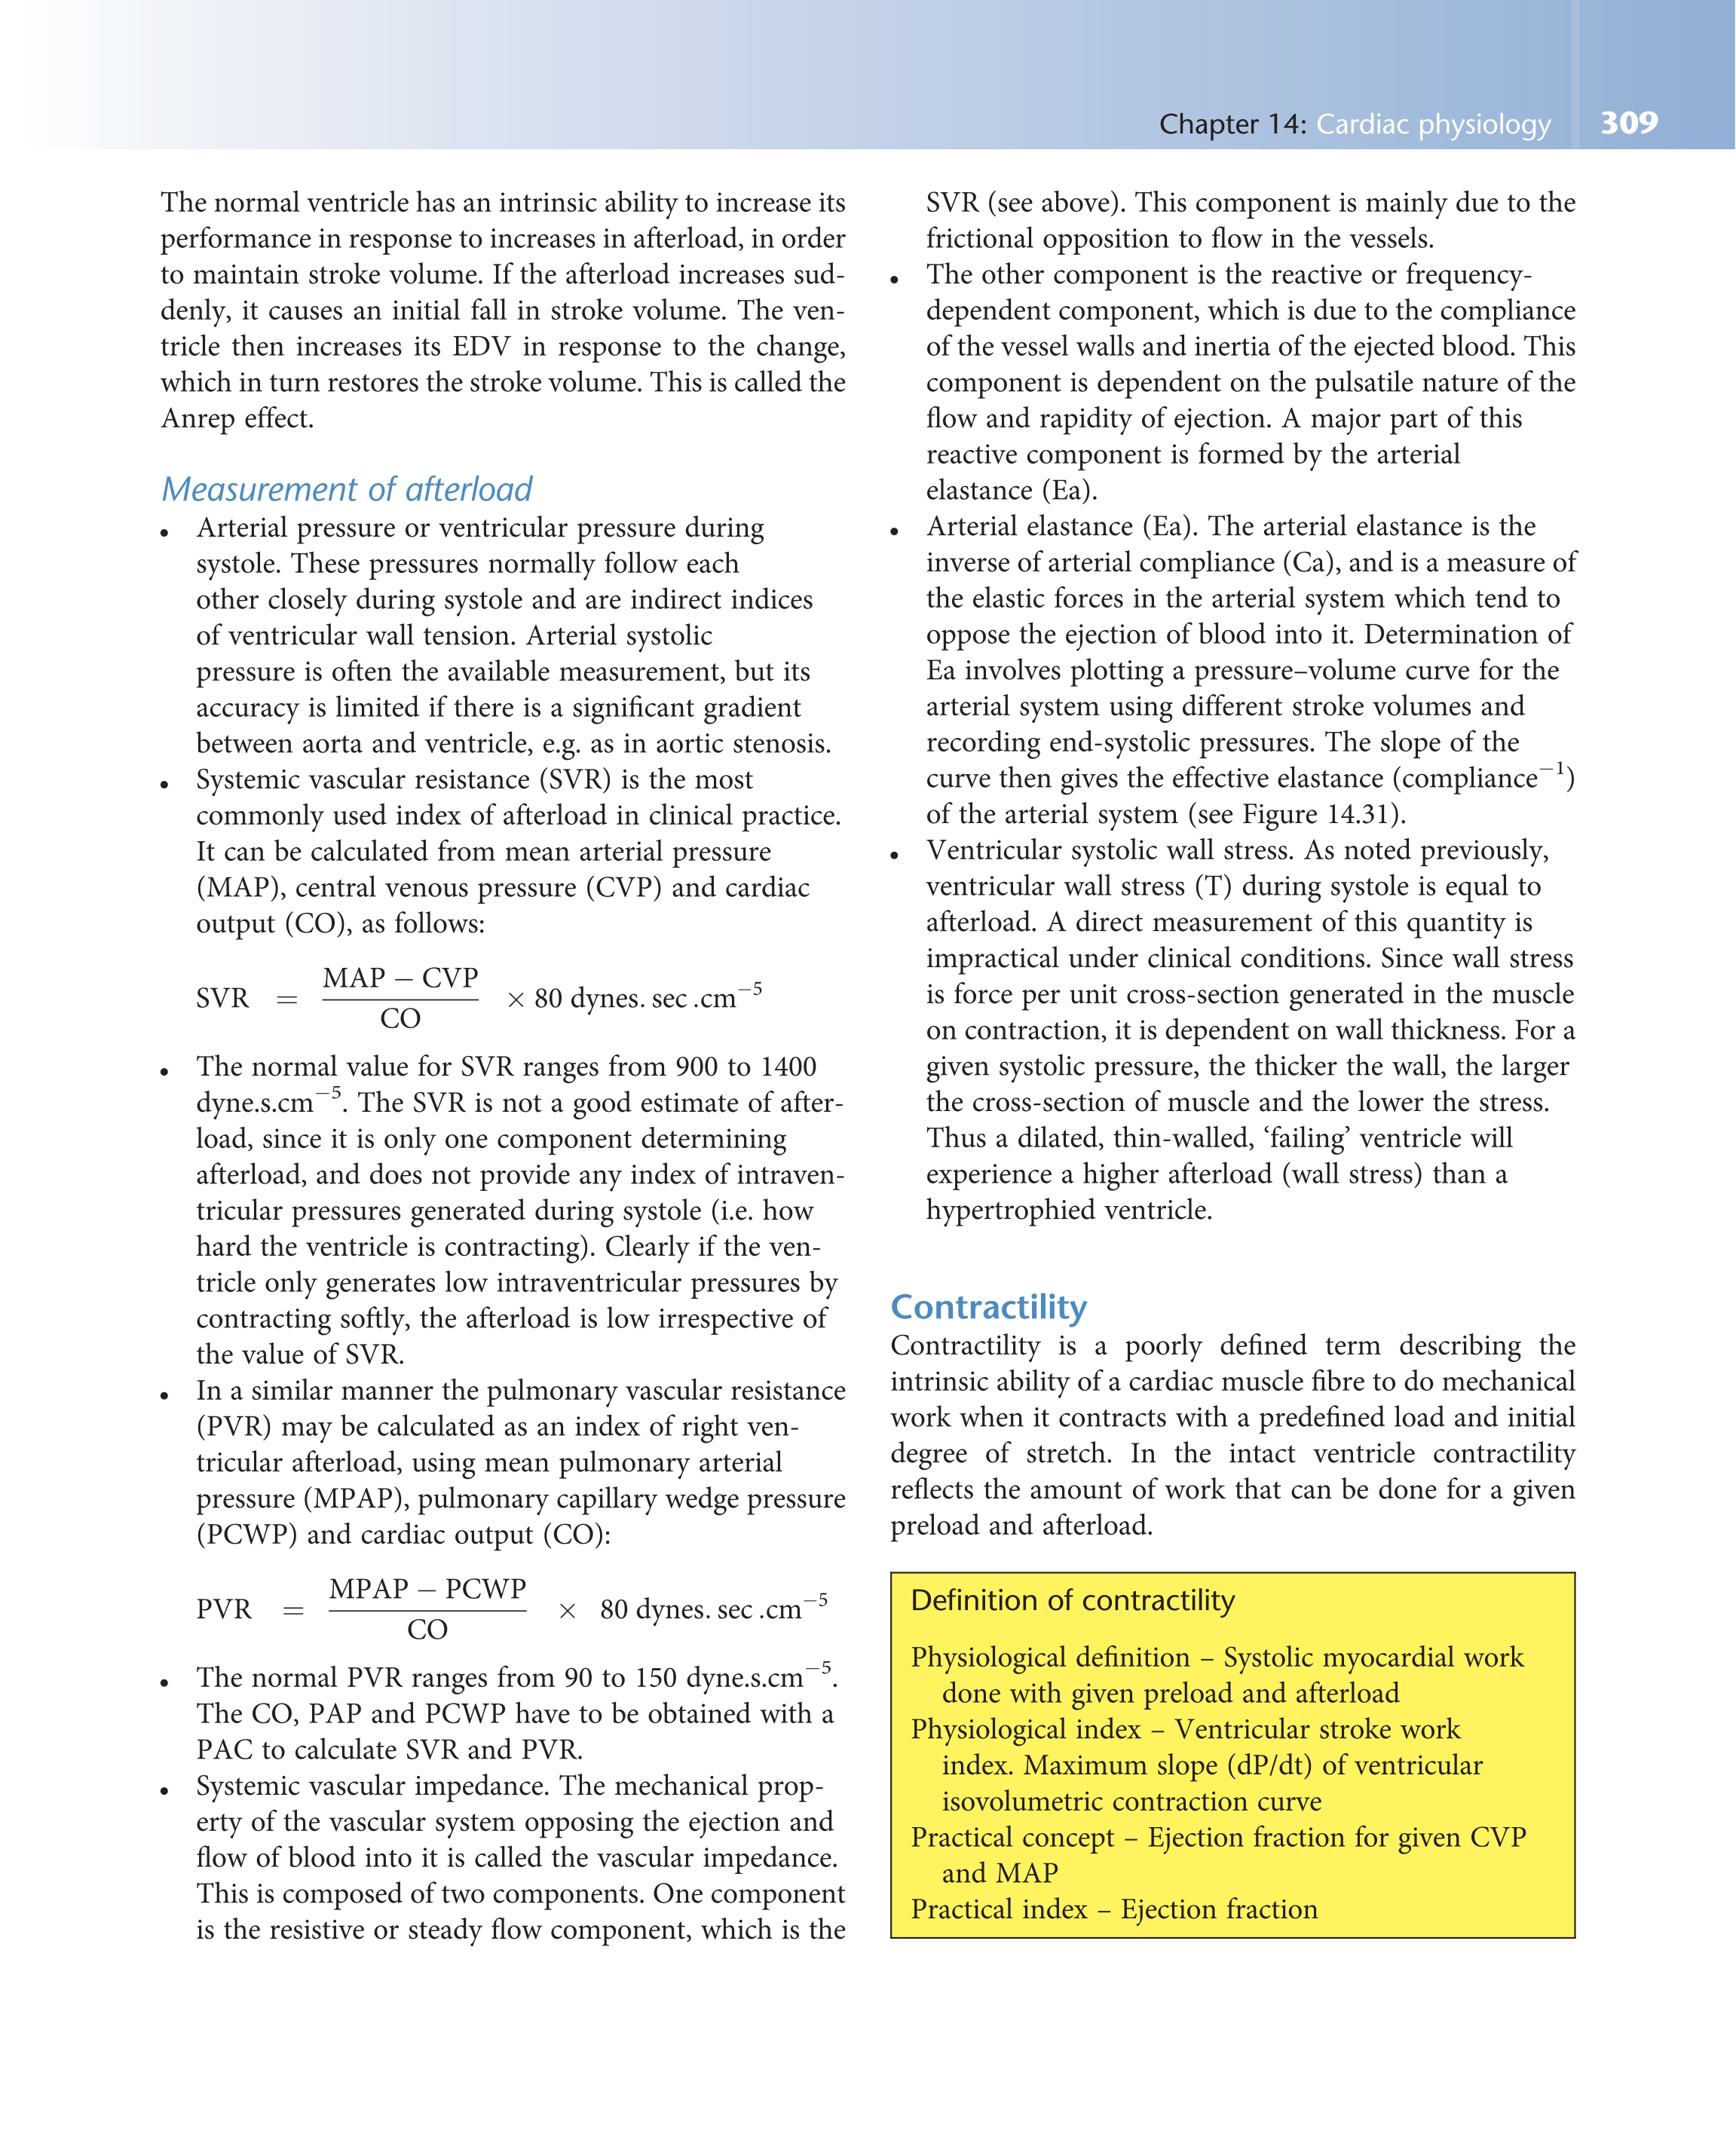 Chapter 14: Cardiac physiology 309
The normal ventricle has an intrinsic ability to increase its
performance in response to increases in afterload, in order
to maintain stroke volume. If the afterload increases sud-
denly, it causes an initial fall in stroke volume. The ven-
tricle then increases its EDV in response to the change,
which in turn restores the stroke volume. This is called the
Anrep effect.
Measurement of afterload
• Arterial pressure or ventricular pressure during
systole. These pressures normally follow each
other closely during systole and are indirect indices
of ventricular wall tension. Arterial systolic
pressure is often the available measurement, but its
accuracy is limited if there is a significant gradient
between aorta and ventricle, e.g. as in aortic stenosis.
• Systemic vascular resistance (SVR) is the most
commonly used index of afterload in clinical practice.
It can be calculated from mean arterial pressure
(MAP), central venous pressure (CVP) and cardiac
output (CO), as follows:
SVR = (MAP − CVP) / CO × 80 dynes. sec .cm⁻⁵
• The normal value for SVR ranges from 900 to 1400
dyne.s.cm⁻⁵. The SVR is not a good estimate of after-
load, since it is only one component determining
afterload, and does not provide any index of intraven-
tricular pressures generated during systole (i.e. how
hard the ventricle is contracting). Clearly if the ven-
tricle only generates low intraventricular pressures by
contracting softly, the afterload is low irrespective of
the value of SVR.
• In a similar manner the pulmonary vascular resistance
(PVR) may be calculated as an index of right ven-
tricular afterload, using mean pulmonary arterial
pressure (MPAP), pulmonary capillary wedge pressure
(PCWP) and cardiac output (CO):
PVR = (MPAP − PCWP) / CO × 80 dynes. sec .cm⁻⁵
• The normal PVR ranges from 90 to 150 dyne.s.cm⁻⁵.
The CO, PAP and PCWP have to be obtained with a
PAC to calculate SVR and PVR.
• Systemic vascular impedance. The mechanical prop-
erty of the vascular system opposing the ejection and
flow of blood into it is called the vascular impedance.
This is composed of two components. One component
is the resistive or steady flow component, which is the
SVR (see above). This component is mainly due to the
frictional opposition to flow in the vessels.
• The other component is the reactive or frequency-
dependent component, which is due to the compliance
of the vessel walls and inertia of the ejected blood. This
component is dependent on the pulsatile nature of the
flow and rapidity of ejection. A major part of this
reactive component is formed by the arterial
elastance (Ea).
• Arterial elastance (Ea). The arterial elastance is the
inverse of arterial compliance (Ca), and is a measure of
the elastic forces in the arterial system which tend to
oppose the ejection of blood into it. Determination of
Ea involves plotting a pressure–volume curve for the
arterial system using different stroke volumes and
recording end-systolic pressures. The slope of the
curve then gives the effective elastance (compliance⁻¹)
of the arterial system (see Figure 14.31).
• Ventricular systolic wall stress. As noted previously,
ventricular wall stress (T) during systole is equal to
afterload. A direct measurement of this quantity is
impractical under clinical conditions. Since wall stress
is force per unit cross-section generated in the muscle
on contraction, it is dependent on wall thickness. For a
given systolic pressure, the thicker the wall, the larger
the cross-section of muscle and the lower the stress.
Thus a dilated, thin-walled, ‘failing’ ventricle will
experience a higher afterload (wall stress) than a
hypertrophied ventricle.
Contractility
Contractility is a poorly defined term describing the
intrinsic ability of a cardiac muscle fibre to do mechanical
work when it contracts with a predefined load and initial
degree of stretch. In the intact ventricle contractility
reflects the amount of work that can be done for a given
preload and afterload.
Definition of contractility
Physiological definition – Systolic myocardial work
done with given preload and afterload
Physiological index – Ventricular stroke work
index. Maximum slope (dP/dt) of ventricular
isovolumetric contraction curve
Practical concept – Ejection fraction for given CVP
and MAP
Practical index – Ejection fraction